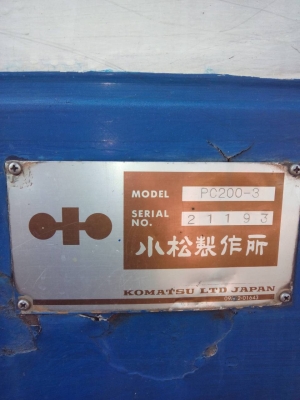 MODEL PC200-3
SERIAL NO. 21193
小松製作所
KOMATSU LTD JAPAN